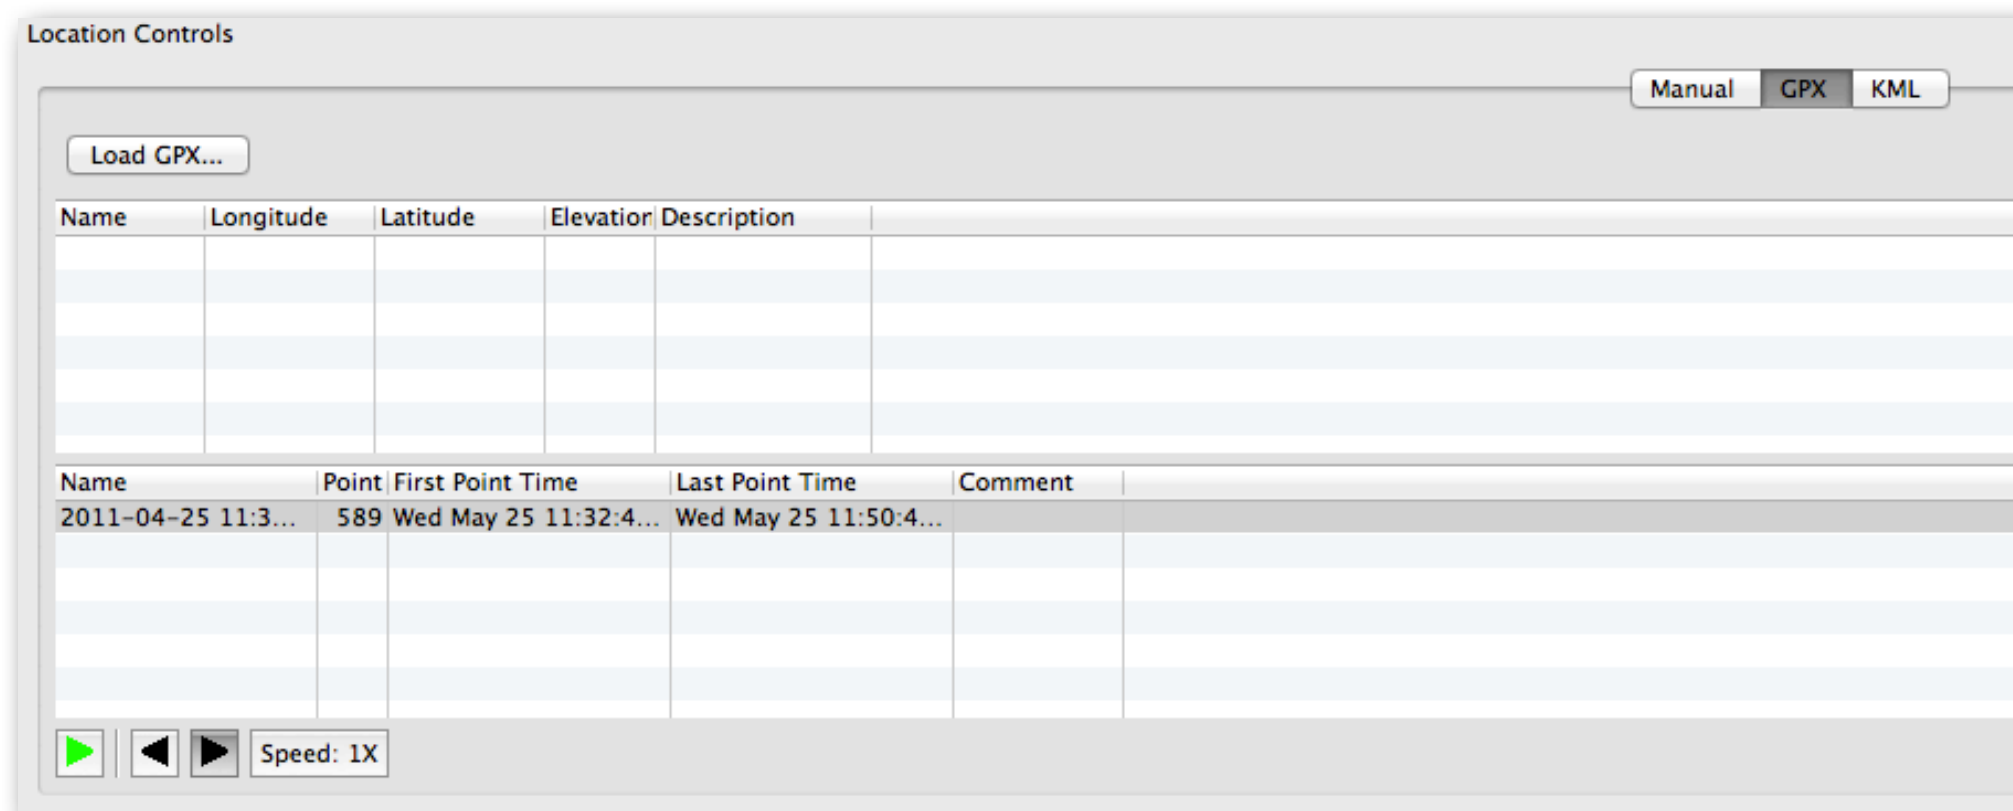 Location Controls
Manual GPX KML
Load GPX...
Name Longitude Latitude Elevation Description
Name Point First Point Time Last Point Time Comment
2011-04-25 11:3... 589 Wed May 25 11:32:4... Wed May 25 11:50:4...
Speed: 1X